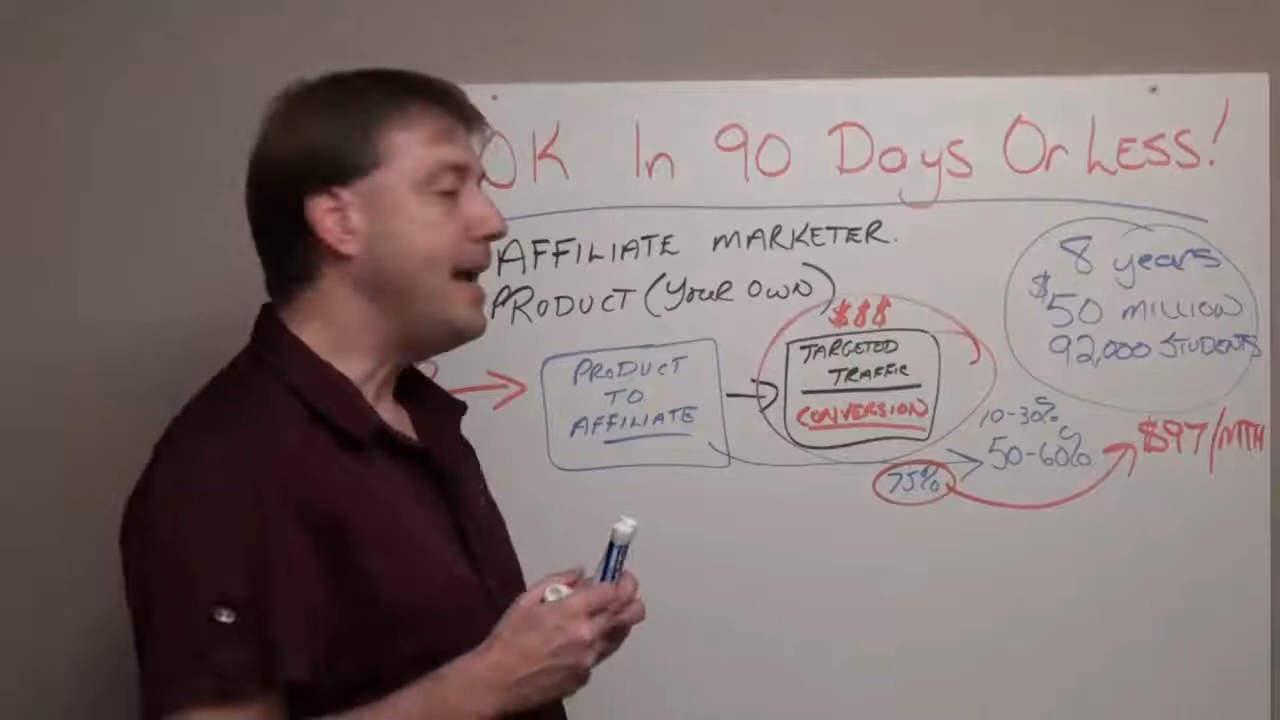 0K In 90 Days Or Less!
AFFILIATE MARKETER.
PRODUCT (Your OWN)
8 years
$50 MILLION
92,000 STUDENTS
$$$
TARGETED
TRAFFIC
CONVERSION
PRODUCT
TO
AFFILIATE
10-30%
50-60%
75%
$97/MTH